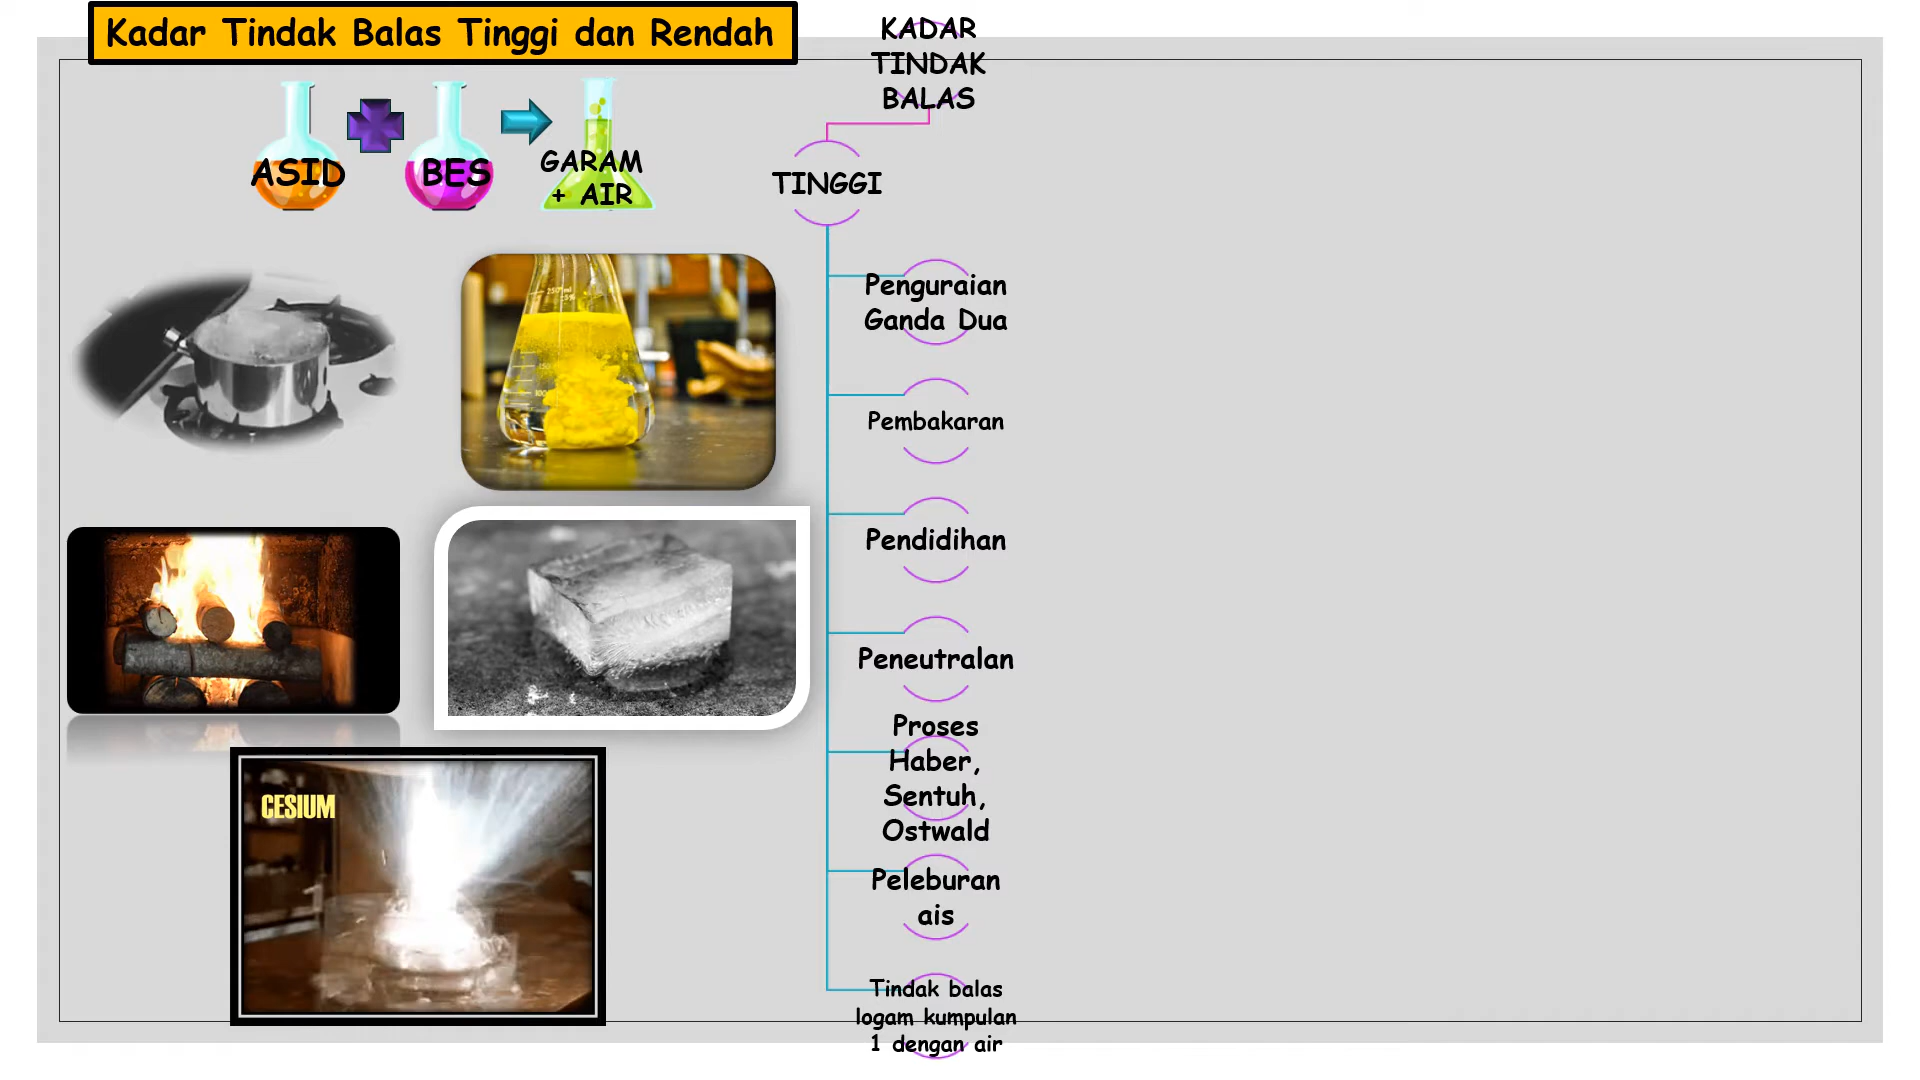 Kadar Tindak Balas Tinggi dan Rendah
ASID
BES
GARAM
+ AIR
CESIUM
KADAR
TINDAK
BALAS
TINGGI
Penguraian
Ganda Dua
Pembakaran
Pendidihan
Peneutralan
Proses
Haber,
Sentuh,
Ostwald
Peleburan
ais
Tindak balas
logam kumpulan
1 dengan air